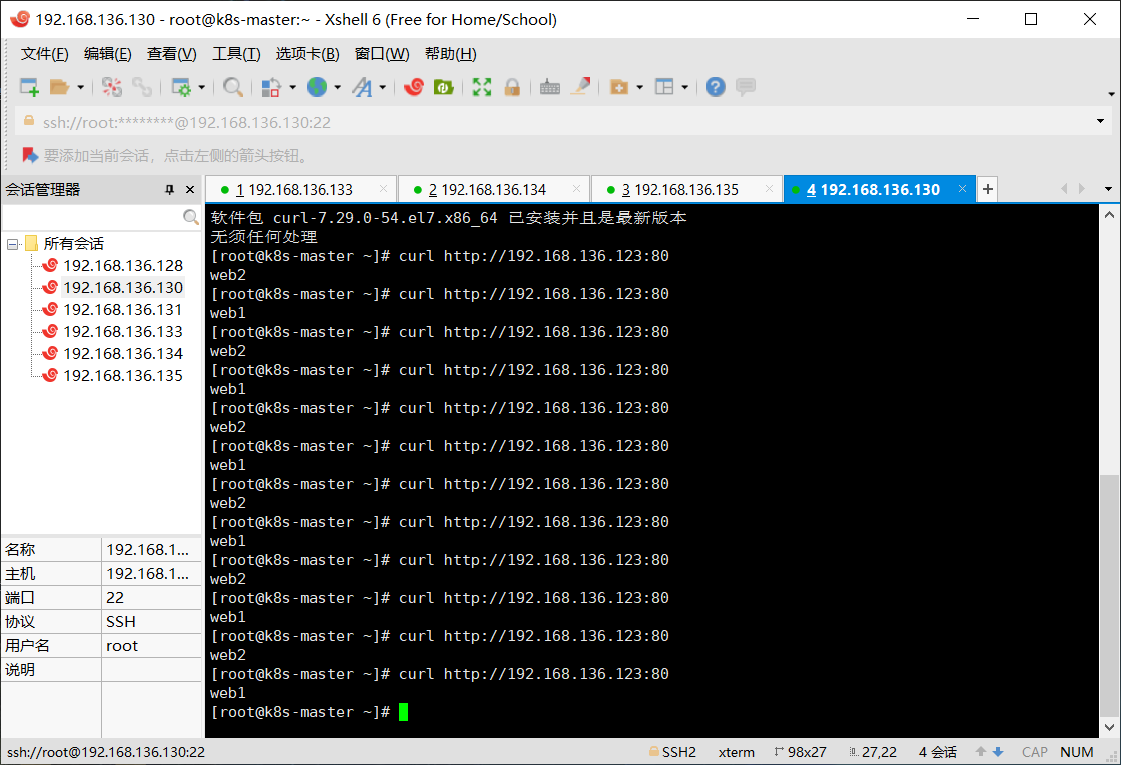 192.168.136.130 - root@k8s-master:~ - Xshell 6 (Free for Home/School)
文件(F) 编辑(E) 查看(V) 工具(T) 选项卡(B) 窗口(W) 帮助(H)
ssh://root:********@192.168.136.130:22
要添加当前会话，点击左侧的箭头按钮。
会话管理器
1 192.168.136.133
2 192.168.136.134
3 192.168.136.135
4 192.168.136.130
所有会话
192.168.136.128
192.168.136.130
192.168.136.131
192.168.136.133
192.168.136.134
192.168.136.135
名称 192.168.1...
主机 192.168.1...
端口 22
协议 SSH
用户名 root
说明
软件包 curl-7.29.0-54.el7.x86_64 已安装并且是最新版本
无须任何处理
[root@k8s-master ~]# curl http://192.168.136.123:80
web2
[root@k8s-master ~]# curl http://192.168.136.123:80
web1
[root@k8s-master ~]# curl http://192.168.136.123:80
web2
[root@k8s-master ~]# curl http://192.168.136.123:80
web1
[root@k8s-master ~]# curl http://192.168.136.123:80
web2
[root@k8s-master ~]# curl http://192.168.136.123:80
web1
[root@k8s-master ~]# curl http://192.168.136.123:80
web2
[root@k8s-master ~]# curl http://192.168.136.123:80
web1
[root@k8s-master ~]# curl http://192.168.136.123:80
web2
[root@k8s-master ~]# curl http://192.168.136.123:80
web1
[root@k8s-master ~]# curl http://192.168.136.123:80
web2
[root@k8s-master ~]# curl http://192.168.136.123:80
web1
[root@k8s-master ~]#
ssh://root@192.168.136.130:22 SSH2 xterm 98x27 27,22 4 会话 CAP NUM